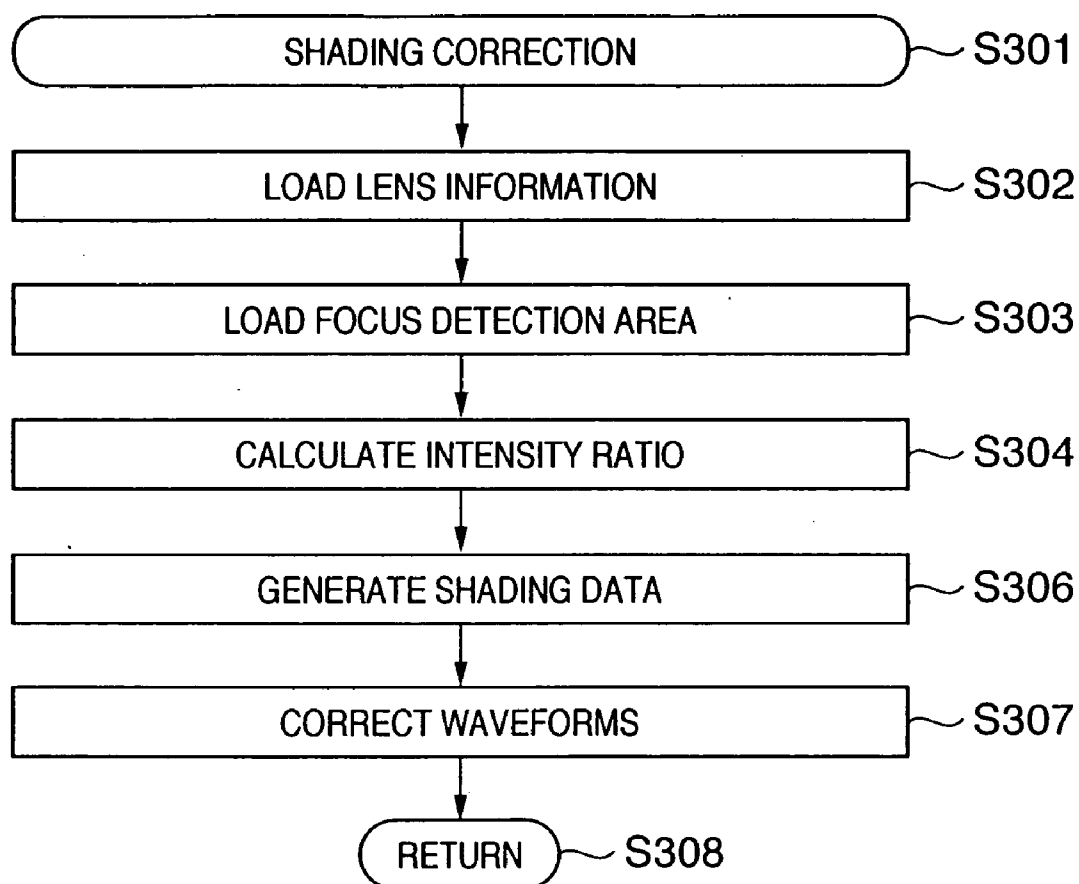 SHADING CORRECTION S301
LOAD LENS INFORMATION S302
LOAD FOCUS DETECTION AREA S303
CALCULATE INTENSITY RATIO S304
GENERATE SHADING DATA S306
CORRECT WAVEFORMS S307
RETURN S308